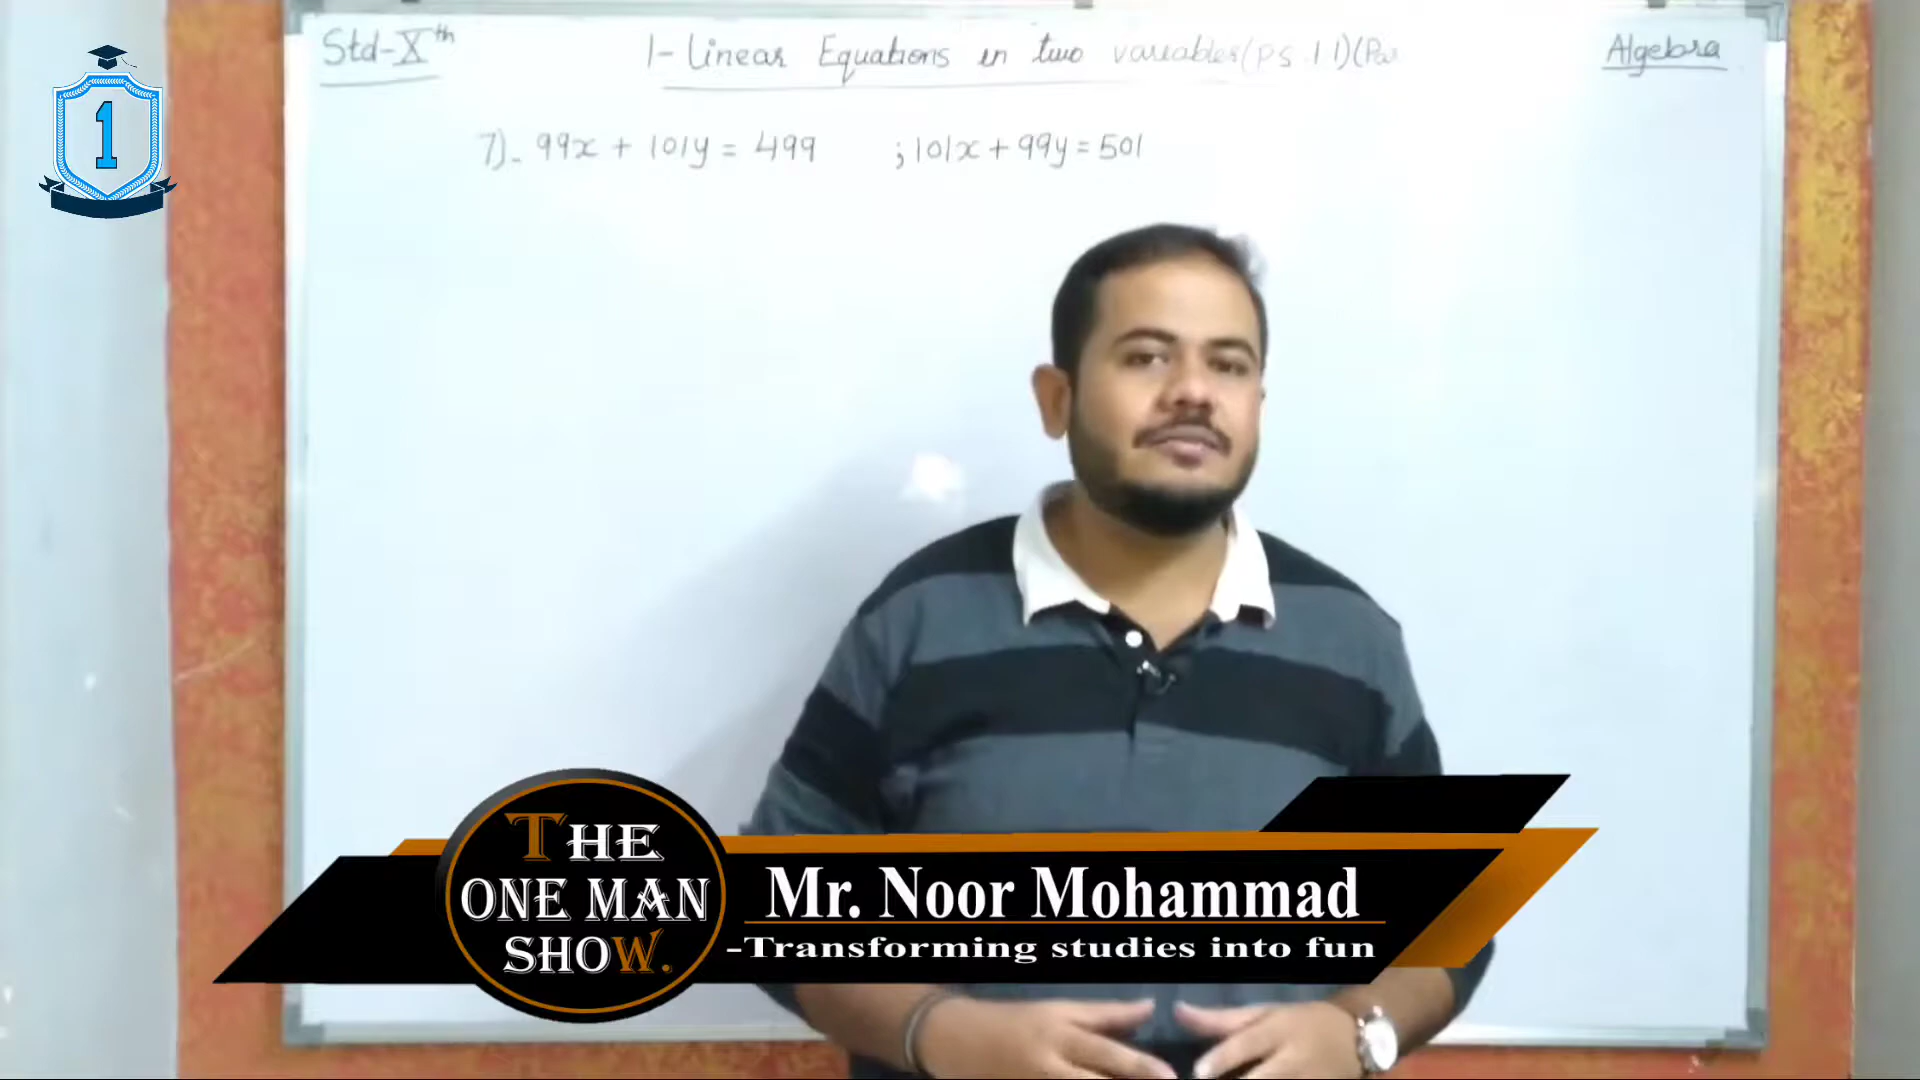 Std-Xth
1- Linear Equations in two variables (ps 1.1) (Par
Algebra
7). 99x + 101y = 499 ; 101x + 99y = 501
1
THE
ONE MAN
SHOW.
Mr. Noor Mohammad
-Transforming studies into fun